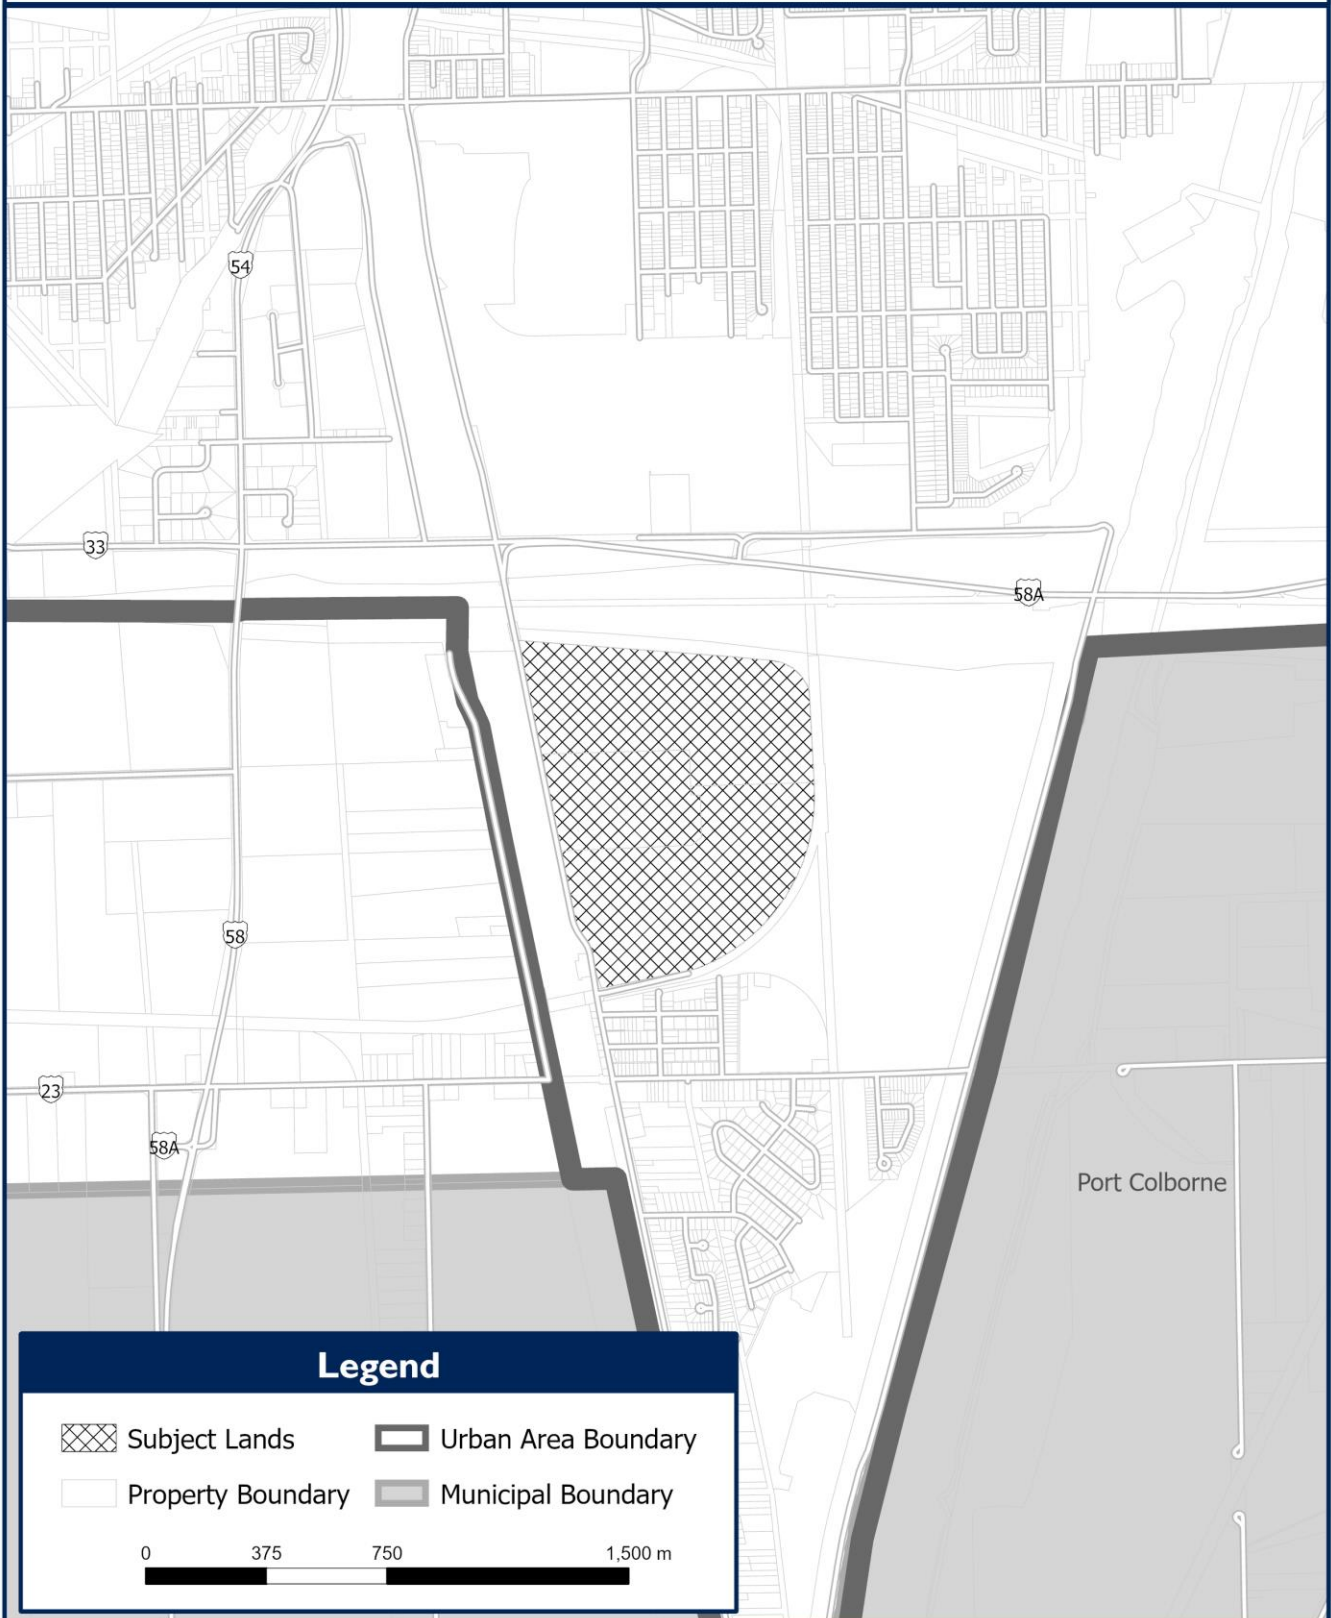 54
33
58A
58
23
58A
Port Colborne
Legend
Subject Lands
Urban Area Boundary
Property Boundary
Municipal Boundary
0 375 750 1,500 m